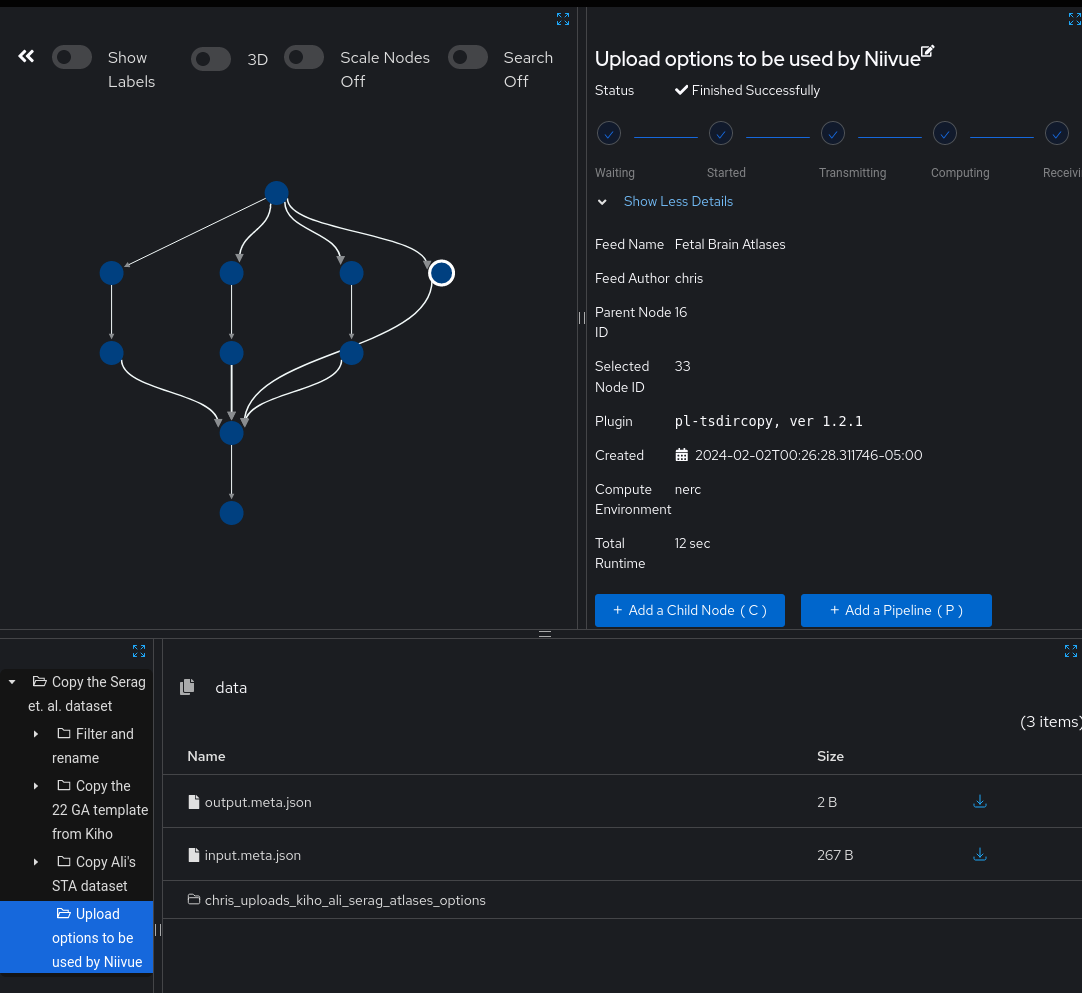 Show Labels
3D
Scale Nodes Off
Search Off
Upload options to be used by Niivue
Status Finished Successfully
Waiting Started Transmitting Computing Receivi
Show Less Details
Feed Name Fetal Brain Atlases
Feed Author chris
Parent Node ID 16
Selected Node ID 33
Plugin pl-tsdircopy, ver 1.2.1
Created 2024-02-02T00:26:28.311746-05:00
Compute Environment nerc
Total Runtime 12 sec
+ Add a Child Node ( C )
+ Add a Pipeline ( P )
Copy the Serag
et. al. dataset
Filter and
rename
Copy the
22 GA template
from Kiho
Copy Ali's
STA dataset
Upload
options to be
used by Niivue
data
(3 items)
Name Size
output.meta.json 2 B
input.meta.json 267 B
chris_uploads_kiho_ali_serag_atlases_options